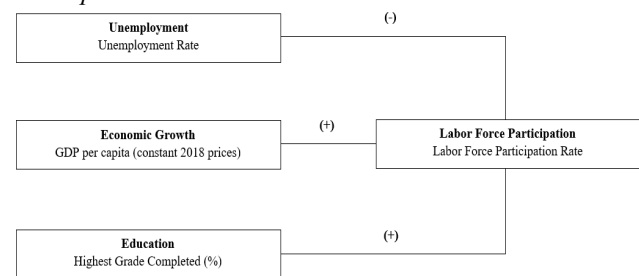 (-)
Unemployment
Unemployment Rate
(+)
Economic Growth
GDP per capita (constant 2018 prices)
Labor Force Participation
Labor Force Participation Rate
(+)
Education
Highest Grade Completed (%)